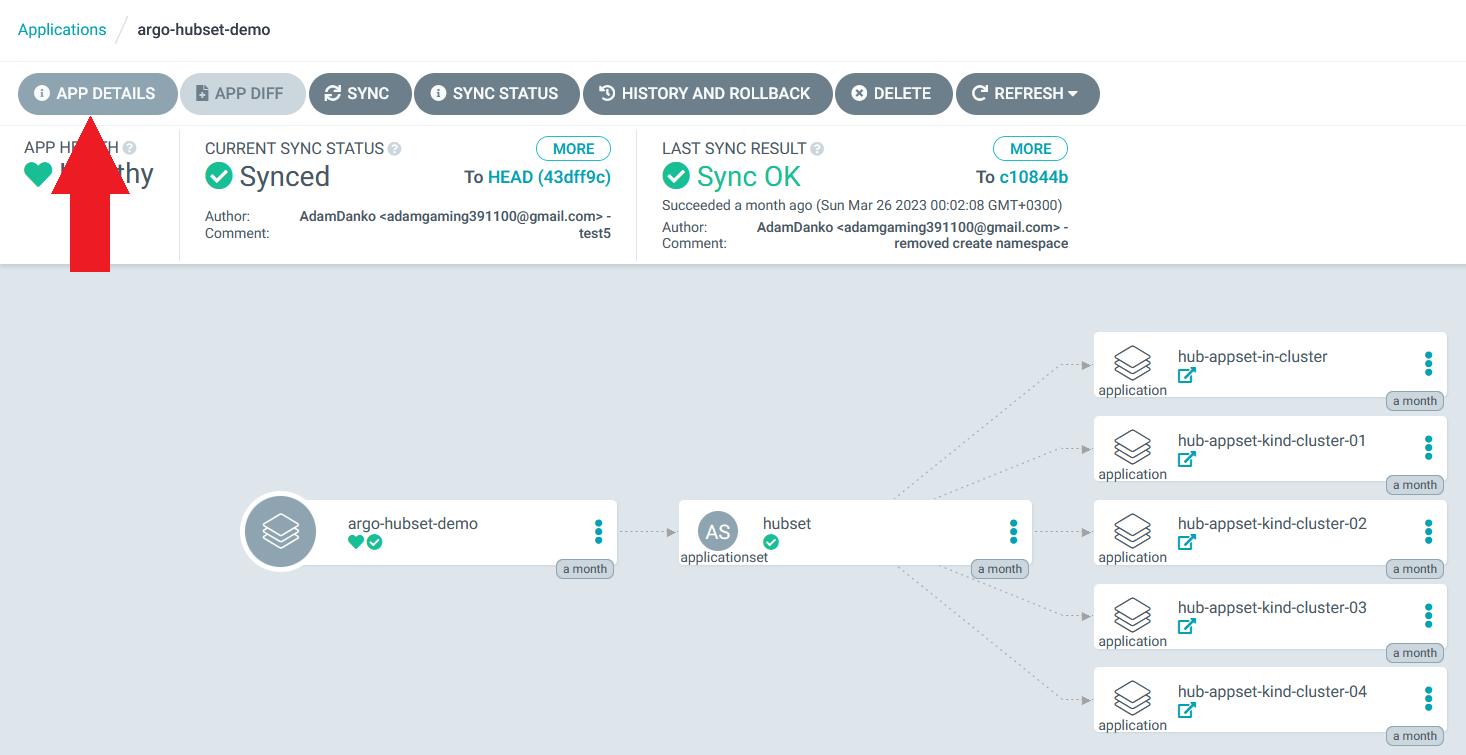 Applications / argo-hubset-demo
APP DETAILS APP DIFF SYNC SYNC STATUS HISTORY AND ROLLBACK DELETE REFRESH
APP
CURRENT SYNC STATUS ? MORE
Synced To HEAD (43dff9c)
Author: AdamDanko <adamgaming391100@gmail.com> -
Comment: test5
LAST SYNC RESULT ? MORE
Sync OK To c10844b
Succeeded a month ago (Sun Mar 26 2023 00:02:08 GMT+0300)
Author: AdamDanko <adamgaming391100@gmail.com> -
Comment: removed create namespace
argo-hubset-demo
a month
AS
hubset
applicationset
a month
hub-appset-in-cluster
application
a month
hub-appset-kind-cluster-01
application
a month
hub-appset-kind-cluster-02
application
a month
hub-appset-kind-cluster-03
application
a month
hub-appset-kind-cluster-04
application
a month